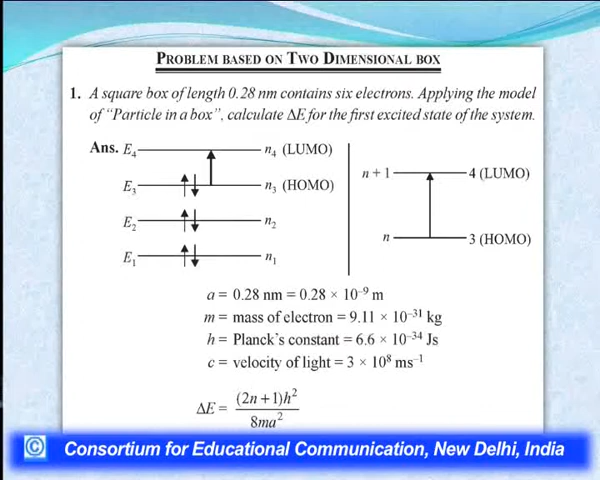 PROBLEM BASED ON TWO DIMENSIONAL BOX
1. A square box of length 0.28 nm contains six electrons. Applying the model
of “Particle in a box”, calculate ΔE for the first excited state of the system.
Ans. E₄ n₄ (LUMO)
n + 1 4 (LUMO)
E₃ n₃ (HOMO)
E₂ n₂
n 3 (HOMO)
E₁ n₁
a = 0.28 nm = 0.28 × 10⁻⁹ m
m = mass of electron = 9.11 × 10⁻³¹ kg
h = Planck’s constant = 6.6 × 10⁻³⁴ Js
c = velocity of light = 3 × 10⁸ ms⁻¹
ΔE = (2n + 1)h² / 8ma²
© Consortium for Educational Communication, New Delhi, India